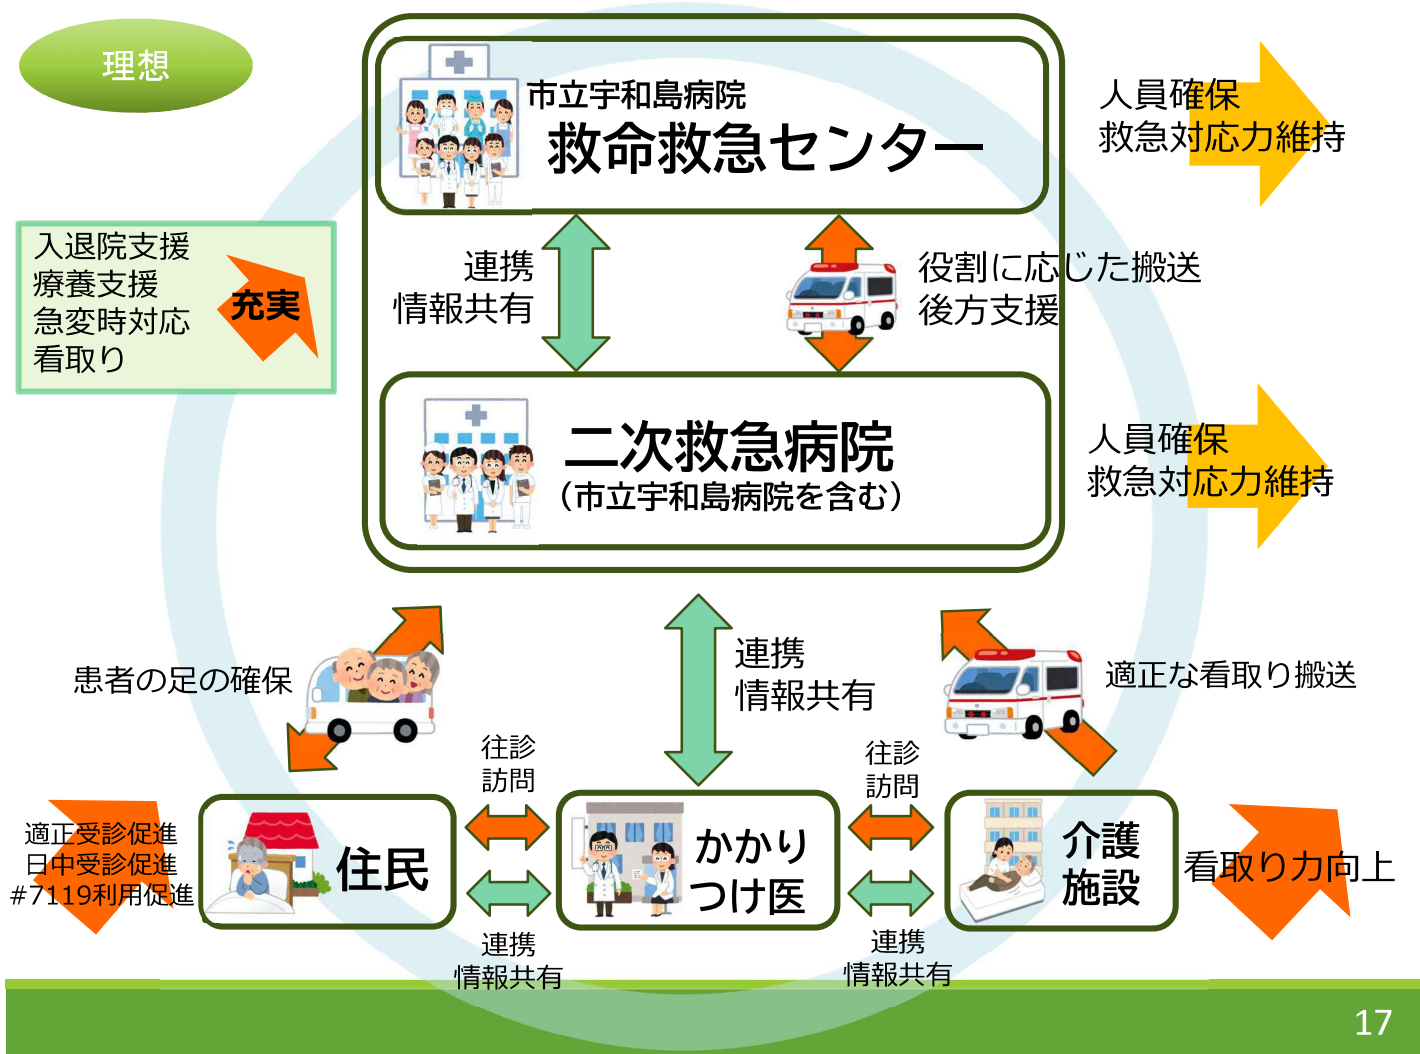 理想
市立宇和島病院
救命救急センター
人員確保
救急対応力維持
入退院支援
療養支援
急変時対応
看取り
充実
連携
情報共有
役割に応じた搬送
後方支援
二次救急病院
（市立宇和島病院を含む）
人員確保
救急対応力維持
患者の足の確保
連携
情報共有
適正な看取り搬送
往診
訪問
往診
訪問
適正受診促進
日中受診促進
#7119利用促進
住民
かかり
つけ医
介護
施設
看取り力向上
連携
情報共有
連携
情報共有
17